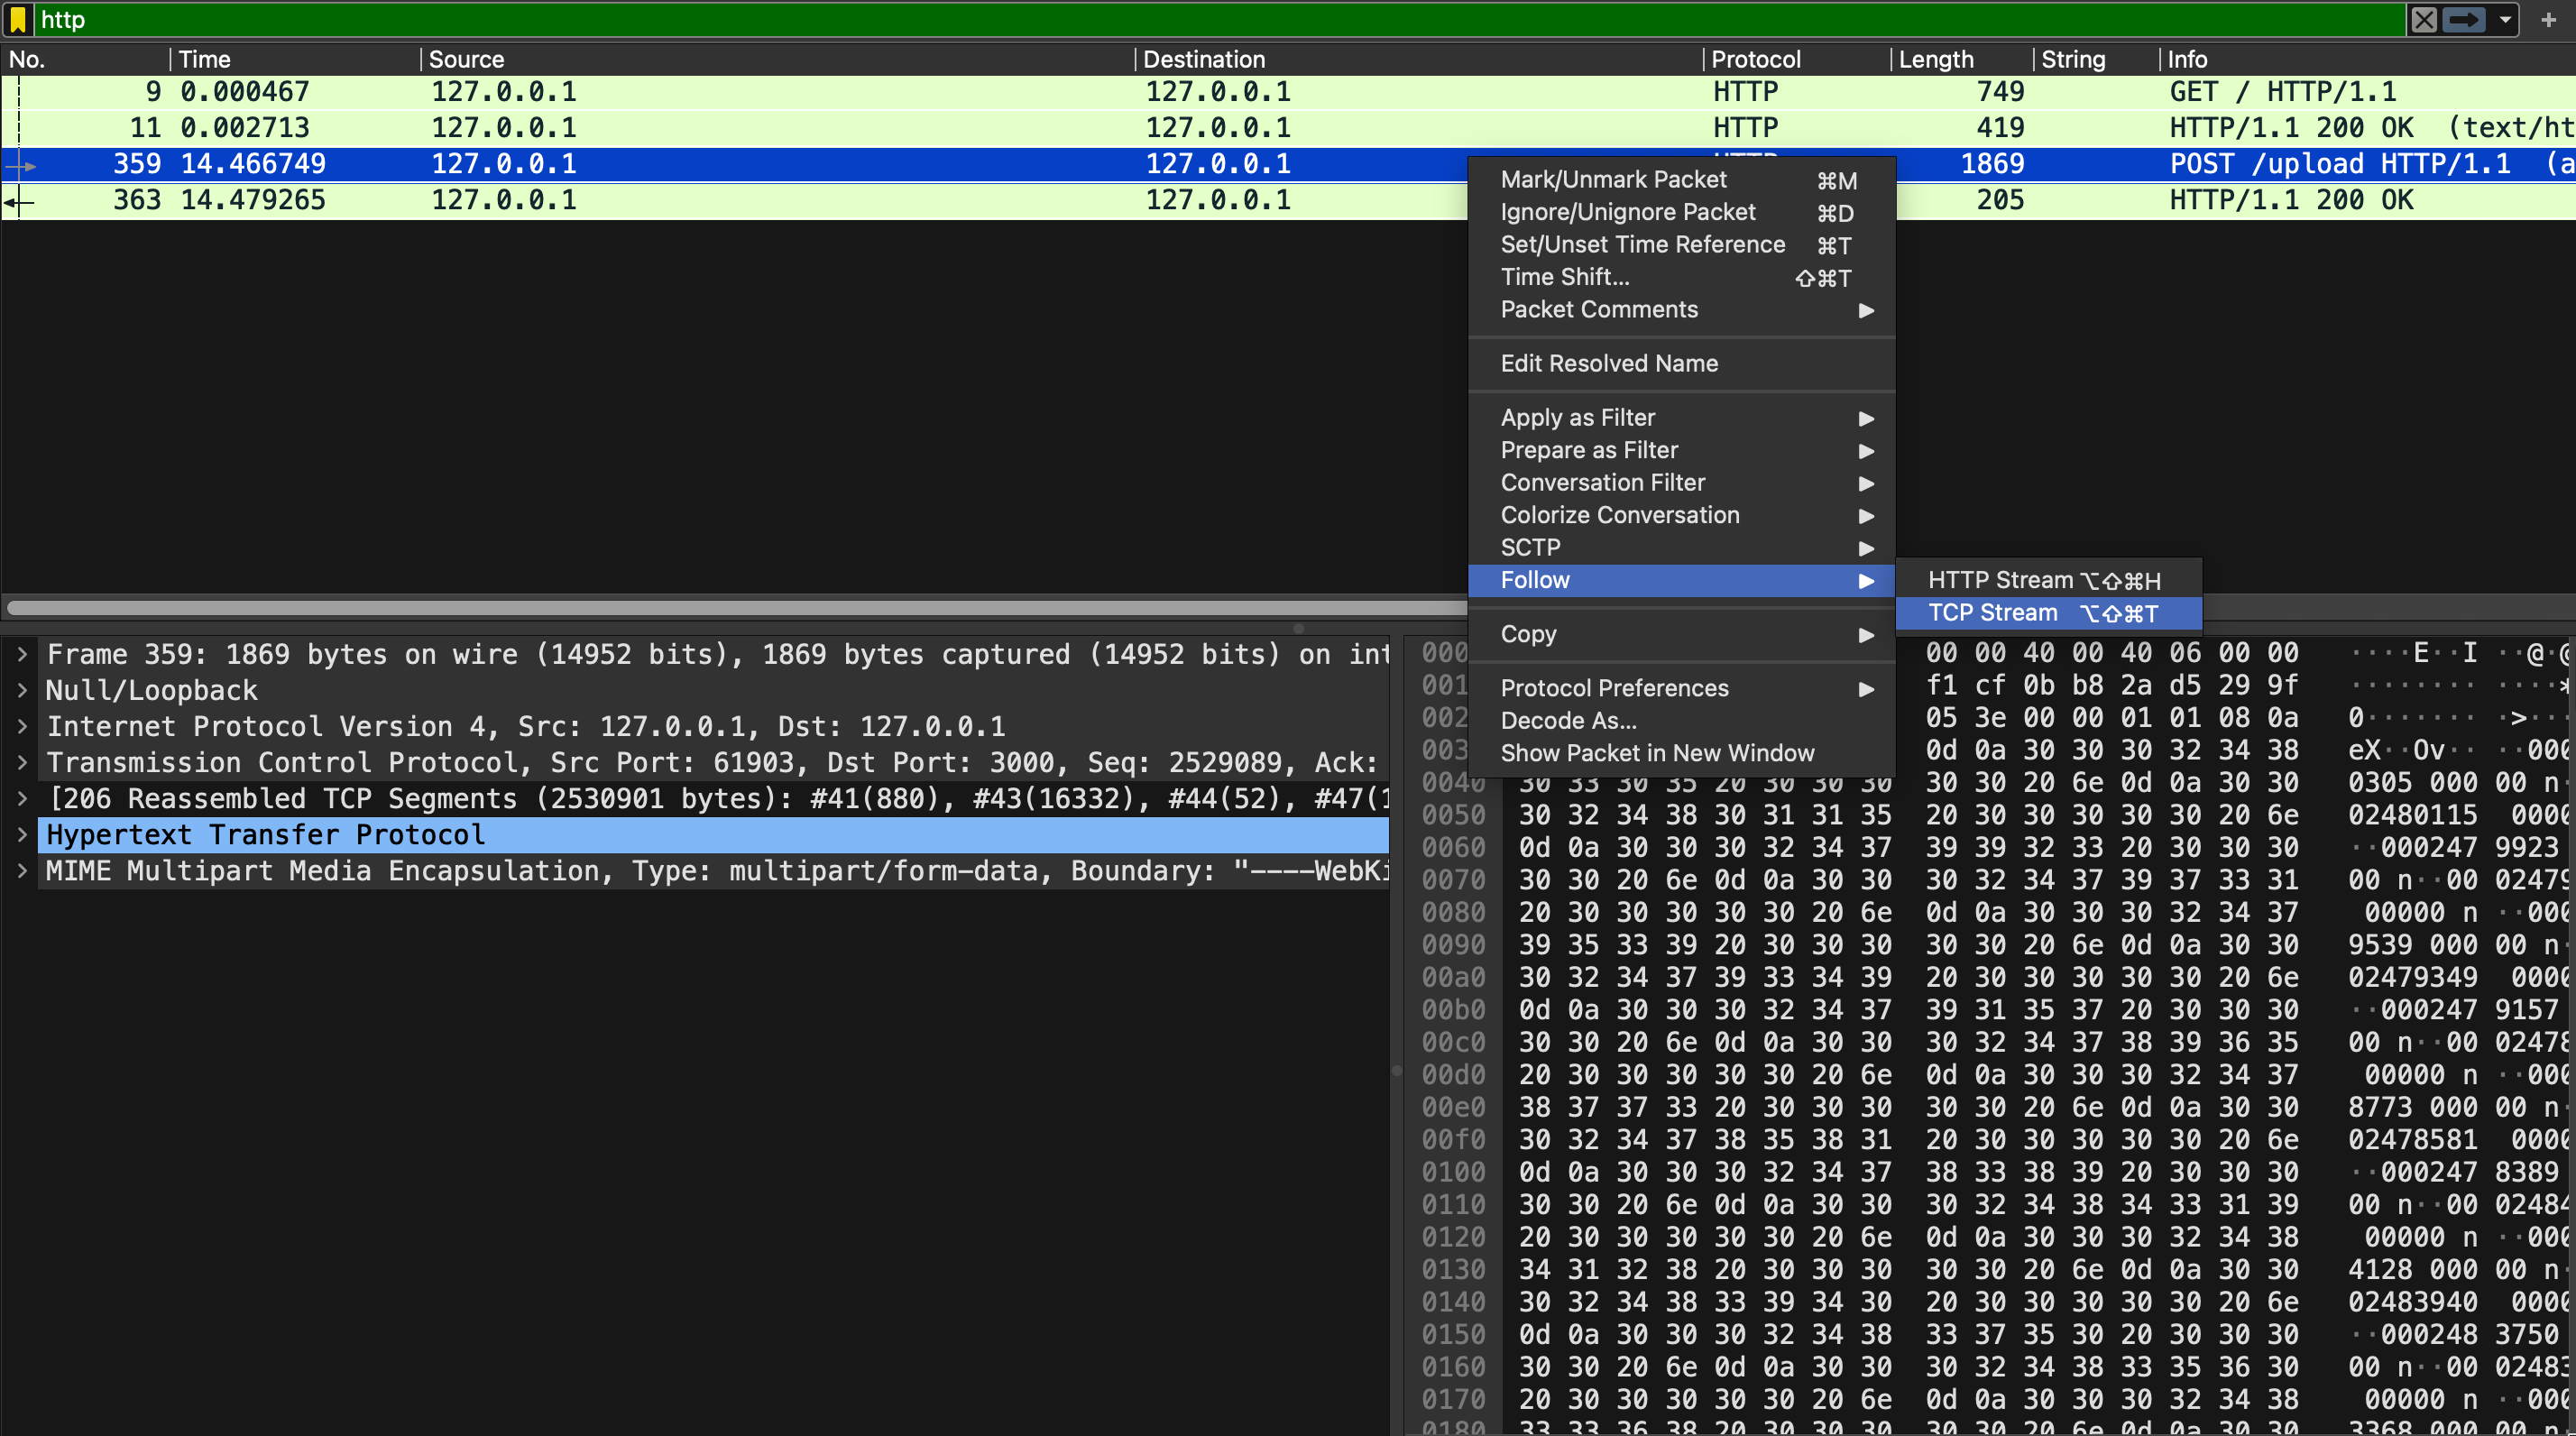 http
No. Time Source Destination Protocol Length String Info
9 0.000467 127.0.0.1 127.0.0.1 HTTP 749 GET / HTTP/1.1
11 0.002713 127.0.0.1 127.0.0.1 HTTP 419 HTTP/1.1 200 OK (text/ht
359 14.466749 127.0.0.1 127.0.0.1 1869 POST /upload HTTP/1.1 (a
363 14.479265 127.0.0.1 127.0.0.1 205 HTTP/1.1 200 OK
Mark/Unmark Packet ⌘M
Ignore/Unignore Packet ⌘D
Set/Unset Time Reference ⌘T
Time Shift... ⇧⌘T
Packet Comments
Edit Resolved Name
Apply as Filter
Prepare as Filter
Conversation Filter
Colorize Conversation
SCTP
Follow
HTTP Stream ⌥⇧⌘H
TCP Stream ⌥⇧⌘T
Copy
Protocol Preferences
Decode As...
Show Packet in New Window
Frame 359: 1869 bytes on wire (14952 bits), 1869 bytes captured (14952 bits) on int
Null/Loopback
Internet Protocol Version 4, Src: 127.0.0.1, Dst: 127.0.0.1
Transmission Control Protocol, Src Port: 61903, Dst Port: 3000, Seq: 2529089, Ack:
[206 Reassembled TCP Segments (2530901 bytes): #41(880), #43(16332), #44(52), #47(1
Hypertext Transfer Protocol
MIME Multipart Media Encapsulation, Type: multipart/form-data, Boundary: "----WebKi
000 00 00 40 00 40 06 00 00 ····E··I ··@·@
001 f1 cf 0b b8 2a d5 29 9f ········ ····*
002 05 3e 00 00 01 01 08 0a 0······· ·>···
003 0d 0a 30 30 30 32 34 38 eX··Ov·· ··000
0040 30 33 30 35 20 30 30 30 30 30 20 6e 0d 0a 30 30 0305 000 00 n·
0050 30 32 34 38 30 31 31 35 20 30 30 30 30 30 20 6e 02480115 0000
0060 0d 0a 30 30 30 32 34 37 39 39 32 33 20 30 30 30 ··000247 9923
0070 30 30 20 6e 0d 0a 30 30 30 32 34 37 39 37 33 31 00 n··00 02479
0080 20 30 30 30 30 30 20 6e 0d 0a 30 30 30 32 34 37 00000 n ··000
0090 39 35 33 39 20 30 30 30 30 30 20 6e 0d 0a 30 30 9539 000 00 n·
00a0 30 32 34 37 39 33 34 39 20 30 30 30 30 30 20 6e 02479349 0000
00b0 0d 0a 30 30 30 32 34 37 39 31 35 37 20 30 30 30 ··000247 9157
00c0 30 30 20 6e 0d 0a 30 30 30 32 34 37 38 39 36 35 00 n··00 02478
00d0 20 30 30 30 30 30 20 6e 0d 0a 30 30 30 32 34 37 00000 n ··000
00e0 38 37 37 33 20 30 30 30 30 30 20 6e 0d 0a 30 30 8773 000 00 n·
00f0 30 32 34 37 38 35 38 31 20 30 30 30 30 30 20 6e 02478581 0000
0100 0d 0a 30 30 30 32 34 37 38 33 38 39 20 30 30 30 ··000247 8389
0110 30 30 20 6e 0d 0a 30 30 30 32 34 38 34 33 31 39 00 n··00 02484
0120 20 30 30 30 30 30 20 6e 0d 0a 30 30 30 32 34 38 00000 n ··000
0130 34 31 32 38 20 30 30 30 30 30 20 6e 0d 0a 30 30 4128 000 00 n·
0140 30 32 34 38 33 39 34 30 20 30 30 30 30 30 20 6e 02483940 0000
0150 0d 0a 30 30 30 32 34 38 33 37 35 30 20 30 30 30 ··000248 3750
0160 30 30 20 6e 0d 0a 30 30 30 32 34 38 33 35 36 30 00 n··00 02483
0170 20 30 30 30 30 30 20 6e 0d 0a 30 30 30 32 34 38 00000 n ··000
0180 33 33 36 38 20 30 30 30 30 30 20 6e 0d 0a 30 30 3368 000 00 n·